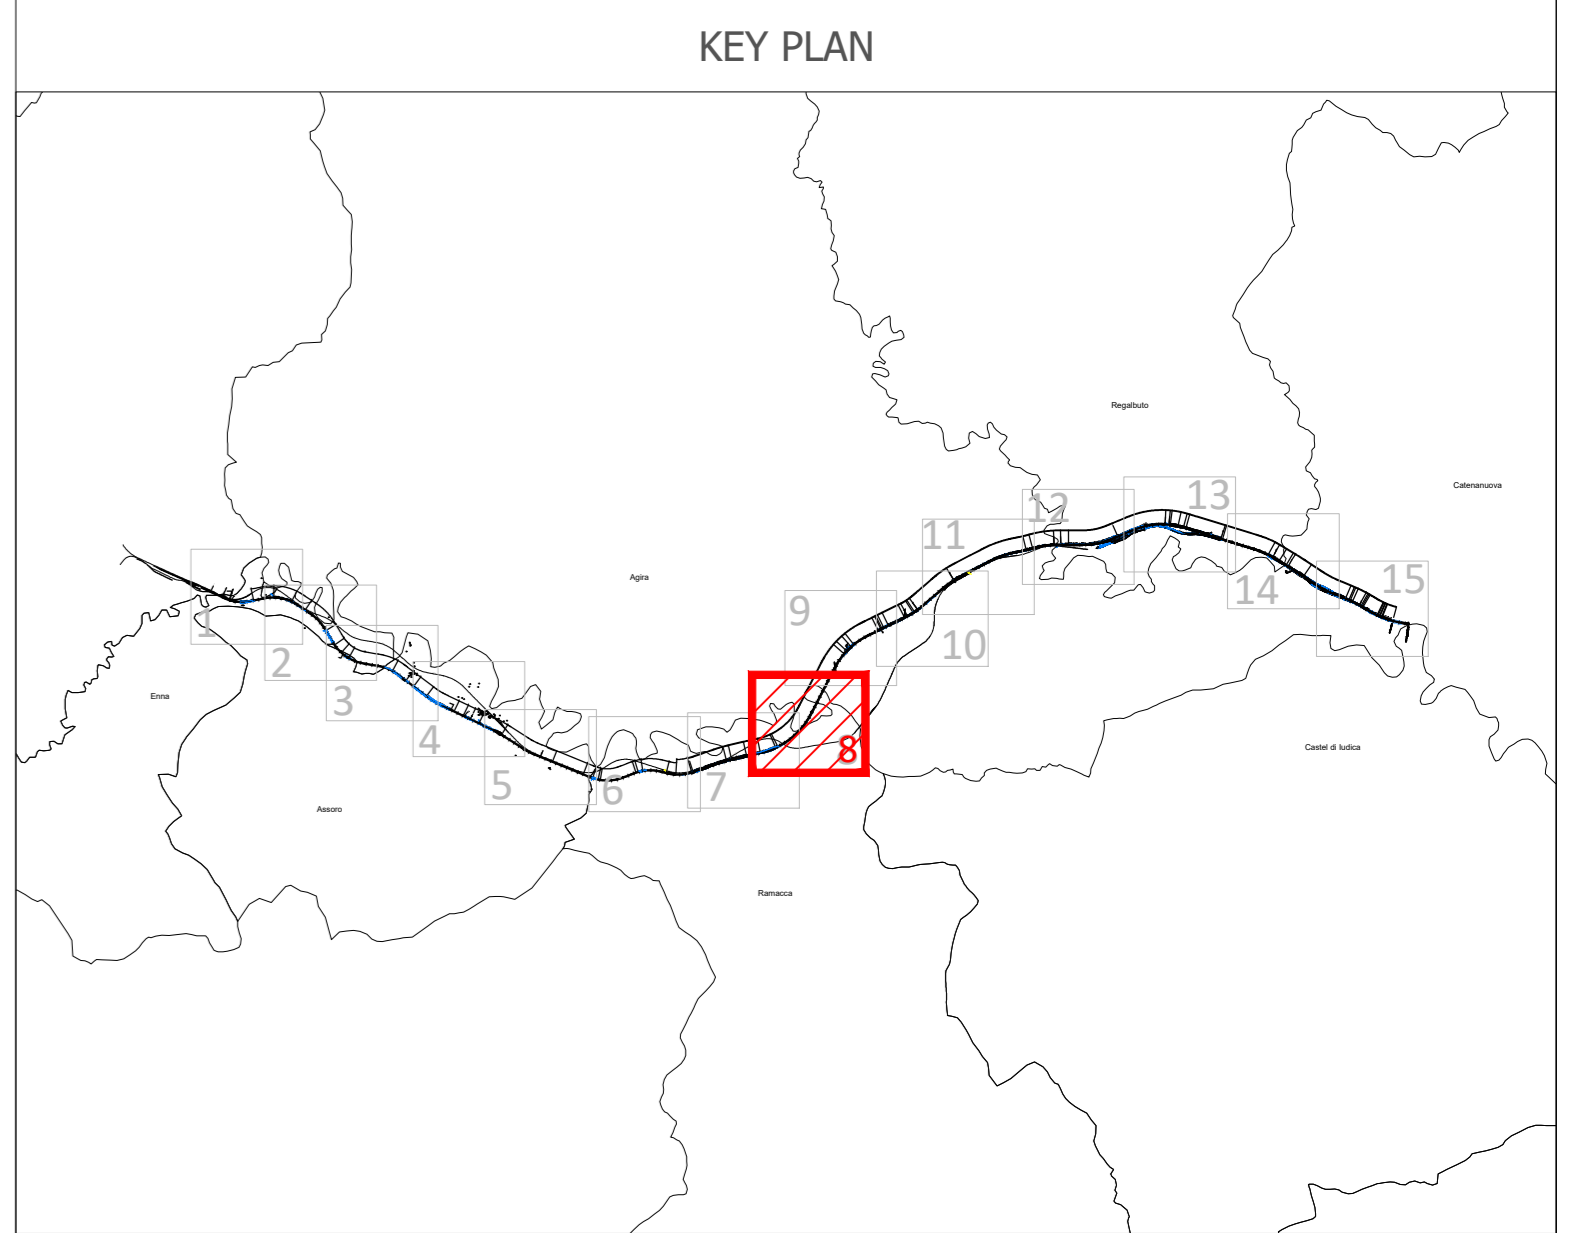 KEY PLAN
Regalbuto
Catenanuova
13
12
11
Agira
15
14
9
1
10
2
Enna
3
4
8
Castel di Iudica
5
6
7
Assoro
Ramacca